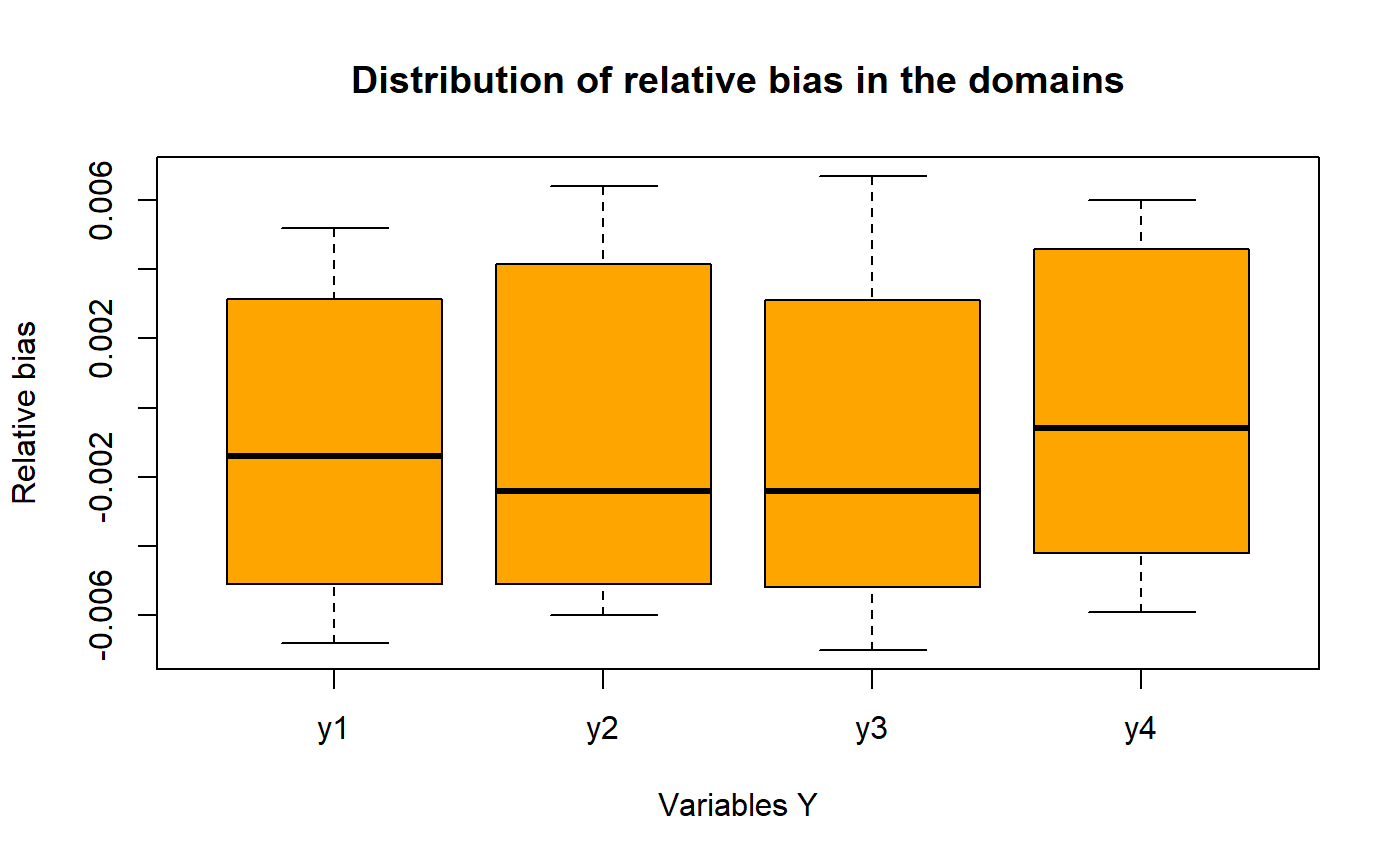 Distribution of relative bias in the domains
Relative bias
0.006
0.002
-0.002
-0.006
y1
y2
y3
y4
Variables Y